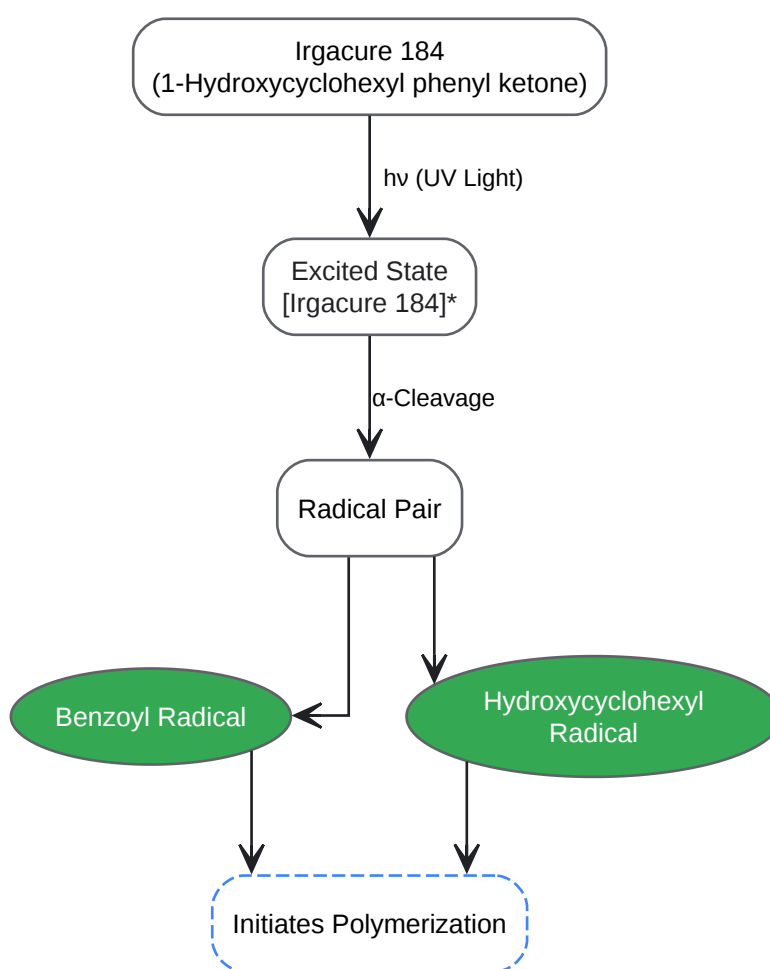 Irgacure 184
(1-Hydroxycyclohexyl phenyl ketone)
hν (UV Light)
Excited State
[Irgacure 184]*
α-Cleavage
Radical Pair
Benzoyl Radical
Hydroxycyclohexyl
Radical
Initiates Polymerization